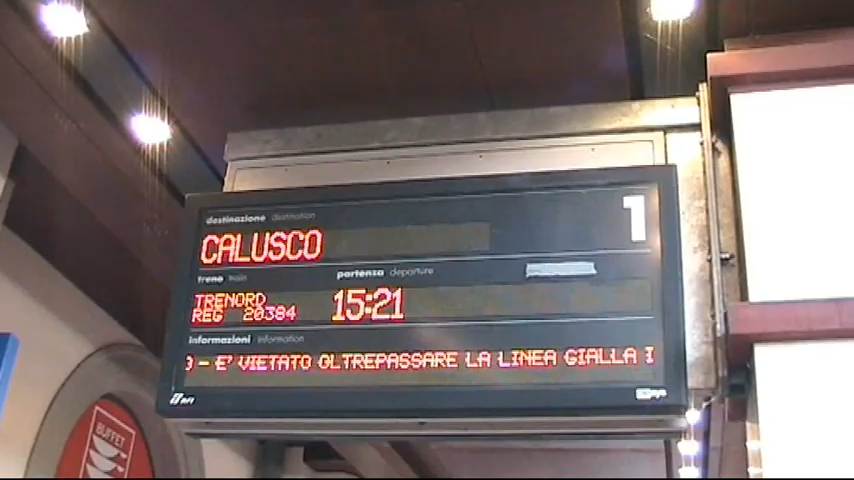 destinazione destination
1
CALUSCO
treno train
partenza departure
TRENORD
REG 20384
15:21
informazioni information
- E' VIETATO OLTREPASSARE LA LINEA GIALLA I
BUFFET